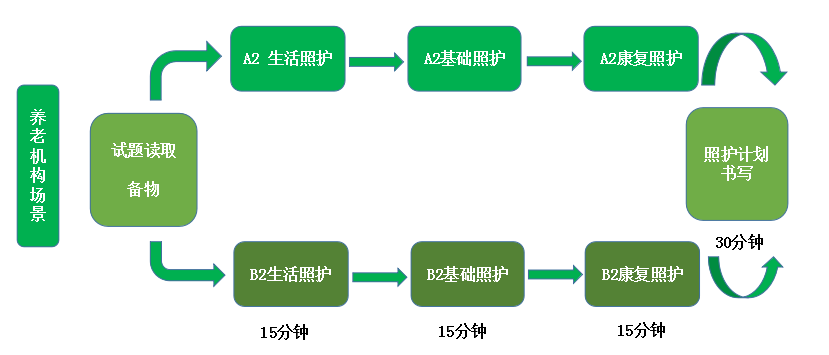 养老机构场景
试题读取
备物
A2 生活照护
A2基础照护
A2康复照护
照护计划
书写
30分钟
B2生活照护
B2基础照护
B2康复照护
15分钟
15分钟
15分钟